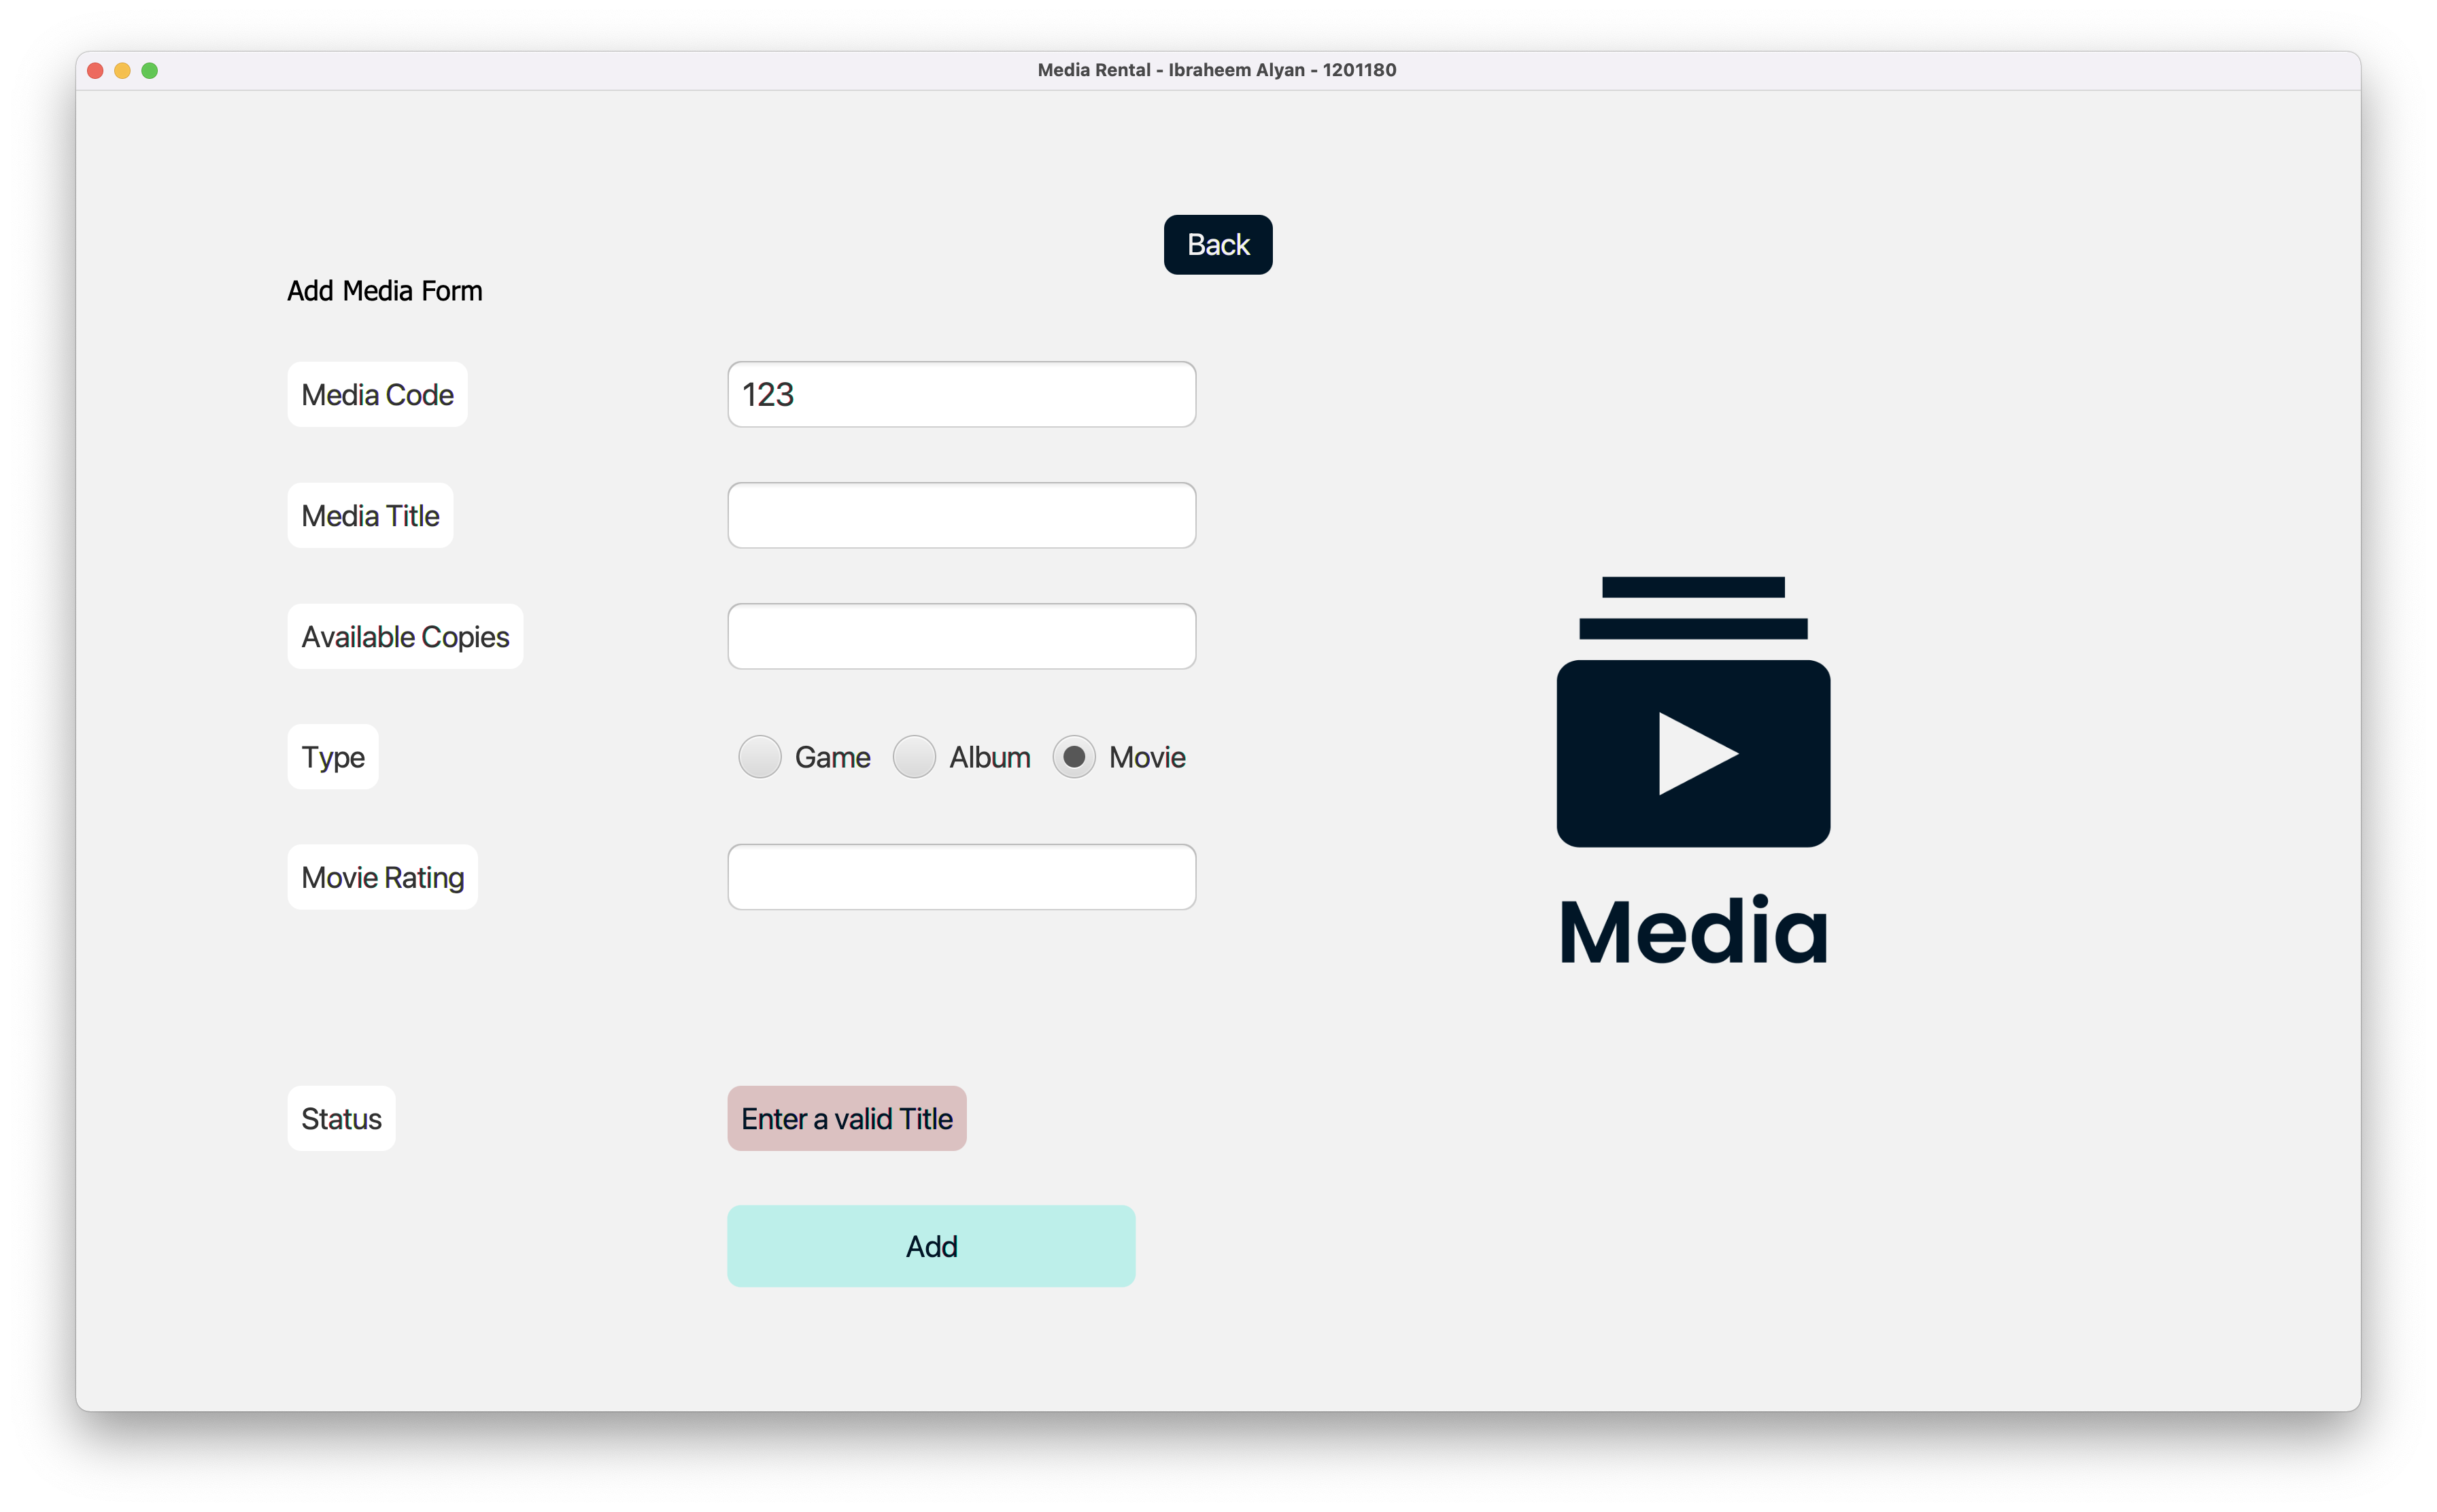 Media Rental - Ibraheem Alyan - 1201180
Back
Add Media Form
Media Code
123
Media Title
Available Copies
Type
Game
Album
Movie
Movie Rating
Media
Status
Enter a valid Title
Add